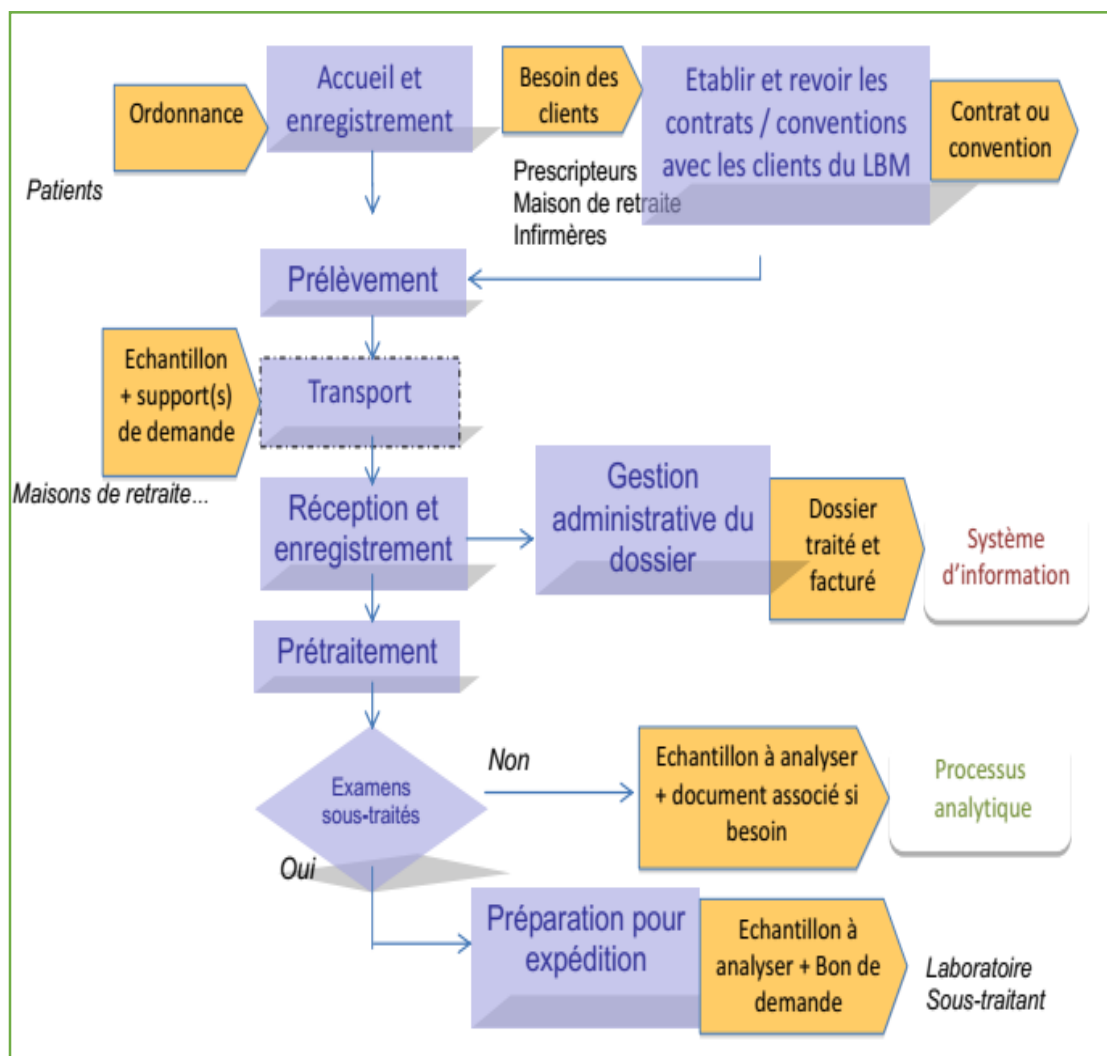 Accueil et
enregistrement
Ordonnance
Patients
Besoin des
clients
Prescripteurs
Maison de retraite
Infirmères
Etablir et revoir les
contrats / conventions
avec les clients du LBM
Contrat ou
convention
Prélèvement
Echantillon
+ support(s)
de demande
Maisons de retraite...
Transport
Réception et
enregistrement
Gestion
administrative du
dossier
Dossier
traité et
facturé
Système
d'information
Prétraitement
Examens
sous-traités
Non
Echantillon à analyser
+ document associé si
besoin
Processus
analytique
Oui
Préparation pour
expédition
Echantillon à
analyser + Bon de
demande
Laboratoire
Sous-traitant